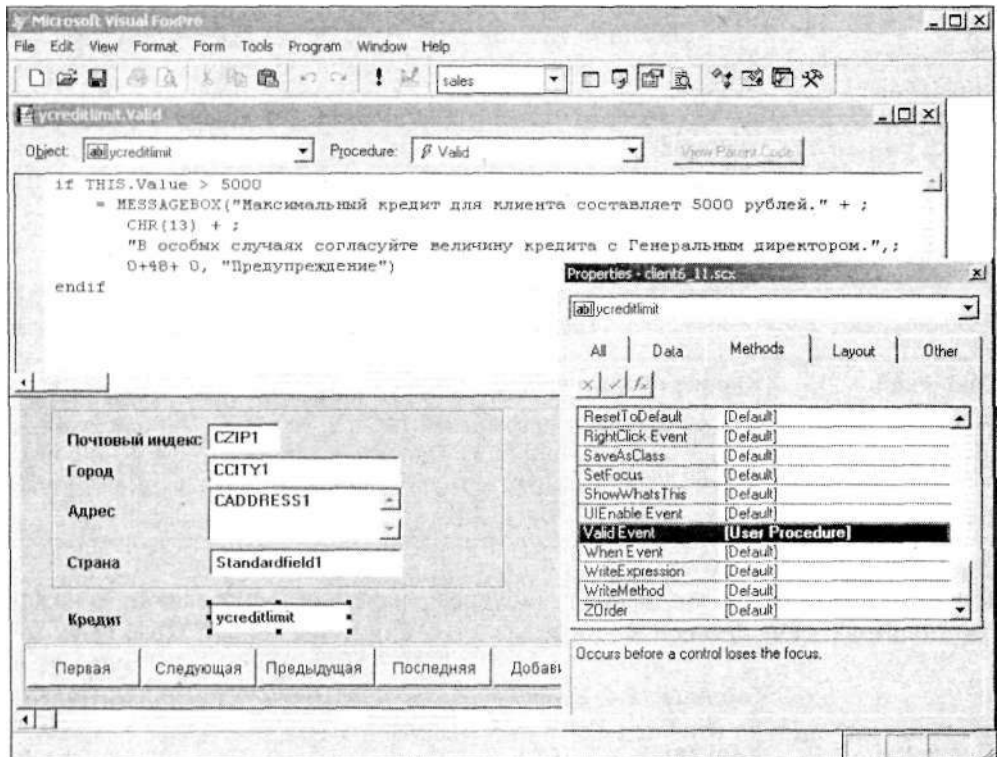 Microsoft Visual FoxPro
File Edit View Format Form Tools Program Window Help
sales
ycreditlimit.Valid
Object: ab ycreditlimit Procedure: Valid View Parent Code
if THIS.Value > 5000
= MESSAGEBOX("Максимальный кредит для клиента составляет 5000 рублей." + ;
CHR(13) + ;
"В особых случаях согласуйте величину кредита с Генеральным директором.",;
0+48+ 0, "Предупреждение")
endif
Properties - client6_11.scx
ab ycreditlimit
All Data Methods Layout Other
ResetToDefault [Default]
RightClick Event [Default]
SaveAsClass [Default]
SetFocus [Default]
ShowWhatsThis [Default]
UIEnable Event [Default]
Valid Event [User Procedure]
When Event [Default]
WriteExpression [Default]
WriteMethod [Default]
ZOrder [Default]
Occurs before a control loses the focus.
Почтовый индекс: CZIP1
Город CCITY1
Адрес CADDRESS1
Страна Standardfield1
Кредит ycreditlimit
Первая Следующая Предыдущая Последняя Добави